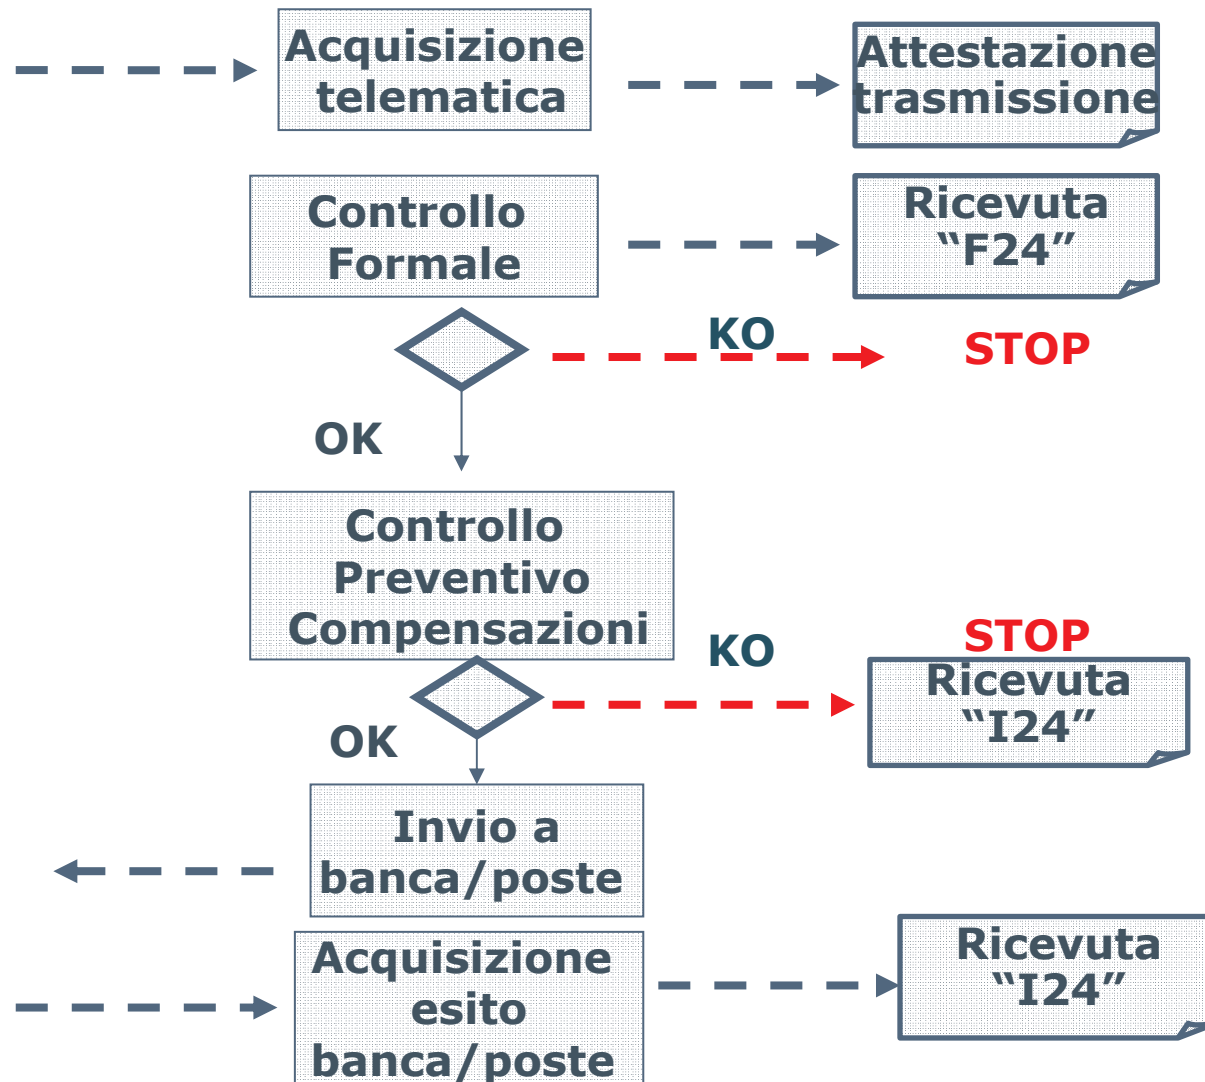 Acquisizione
telematica
Attestazione
trasmissione
Controllo
Formale
Ricevuta
“F24”
KO
STOP
OK
Controllo
Preventivo
Compensazioni
KO
STOP
Ricevuta
“I24”
OK
Invio a
banca/poste
Acquisizione
esito
banca/poste
Ricevuta
“I24”